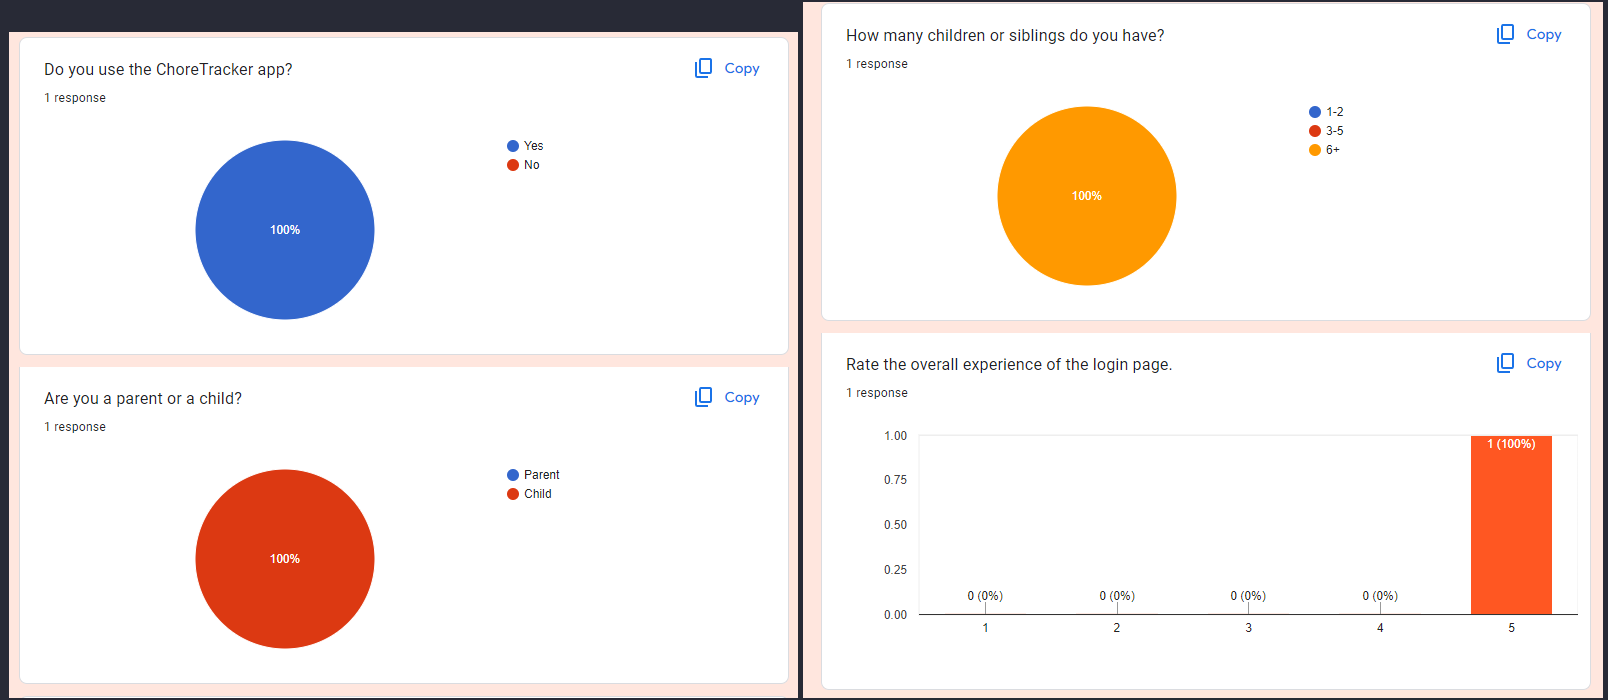 Do you use the ChoreTracker app?
Copy
1 response
100%
Yes
No
Are you a parent or a child?
Copy
1 response
100%
Parent
Child
How many children or siblings do you have?
Copy
1 response
100%
1-2
3-5
6+
Rate the overall experience of the login page.
Copy
1 response
1.00
0.75
0.50
0.25
0.00
0 (0%)
0 (0%)
0 (0%)
0 (0%)
1 (100%)
1
2
3
4
5